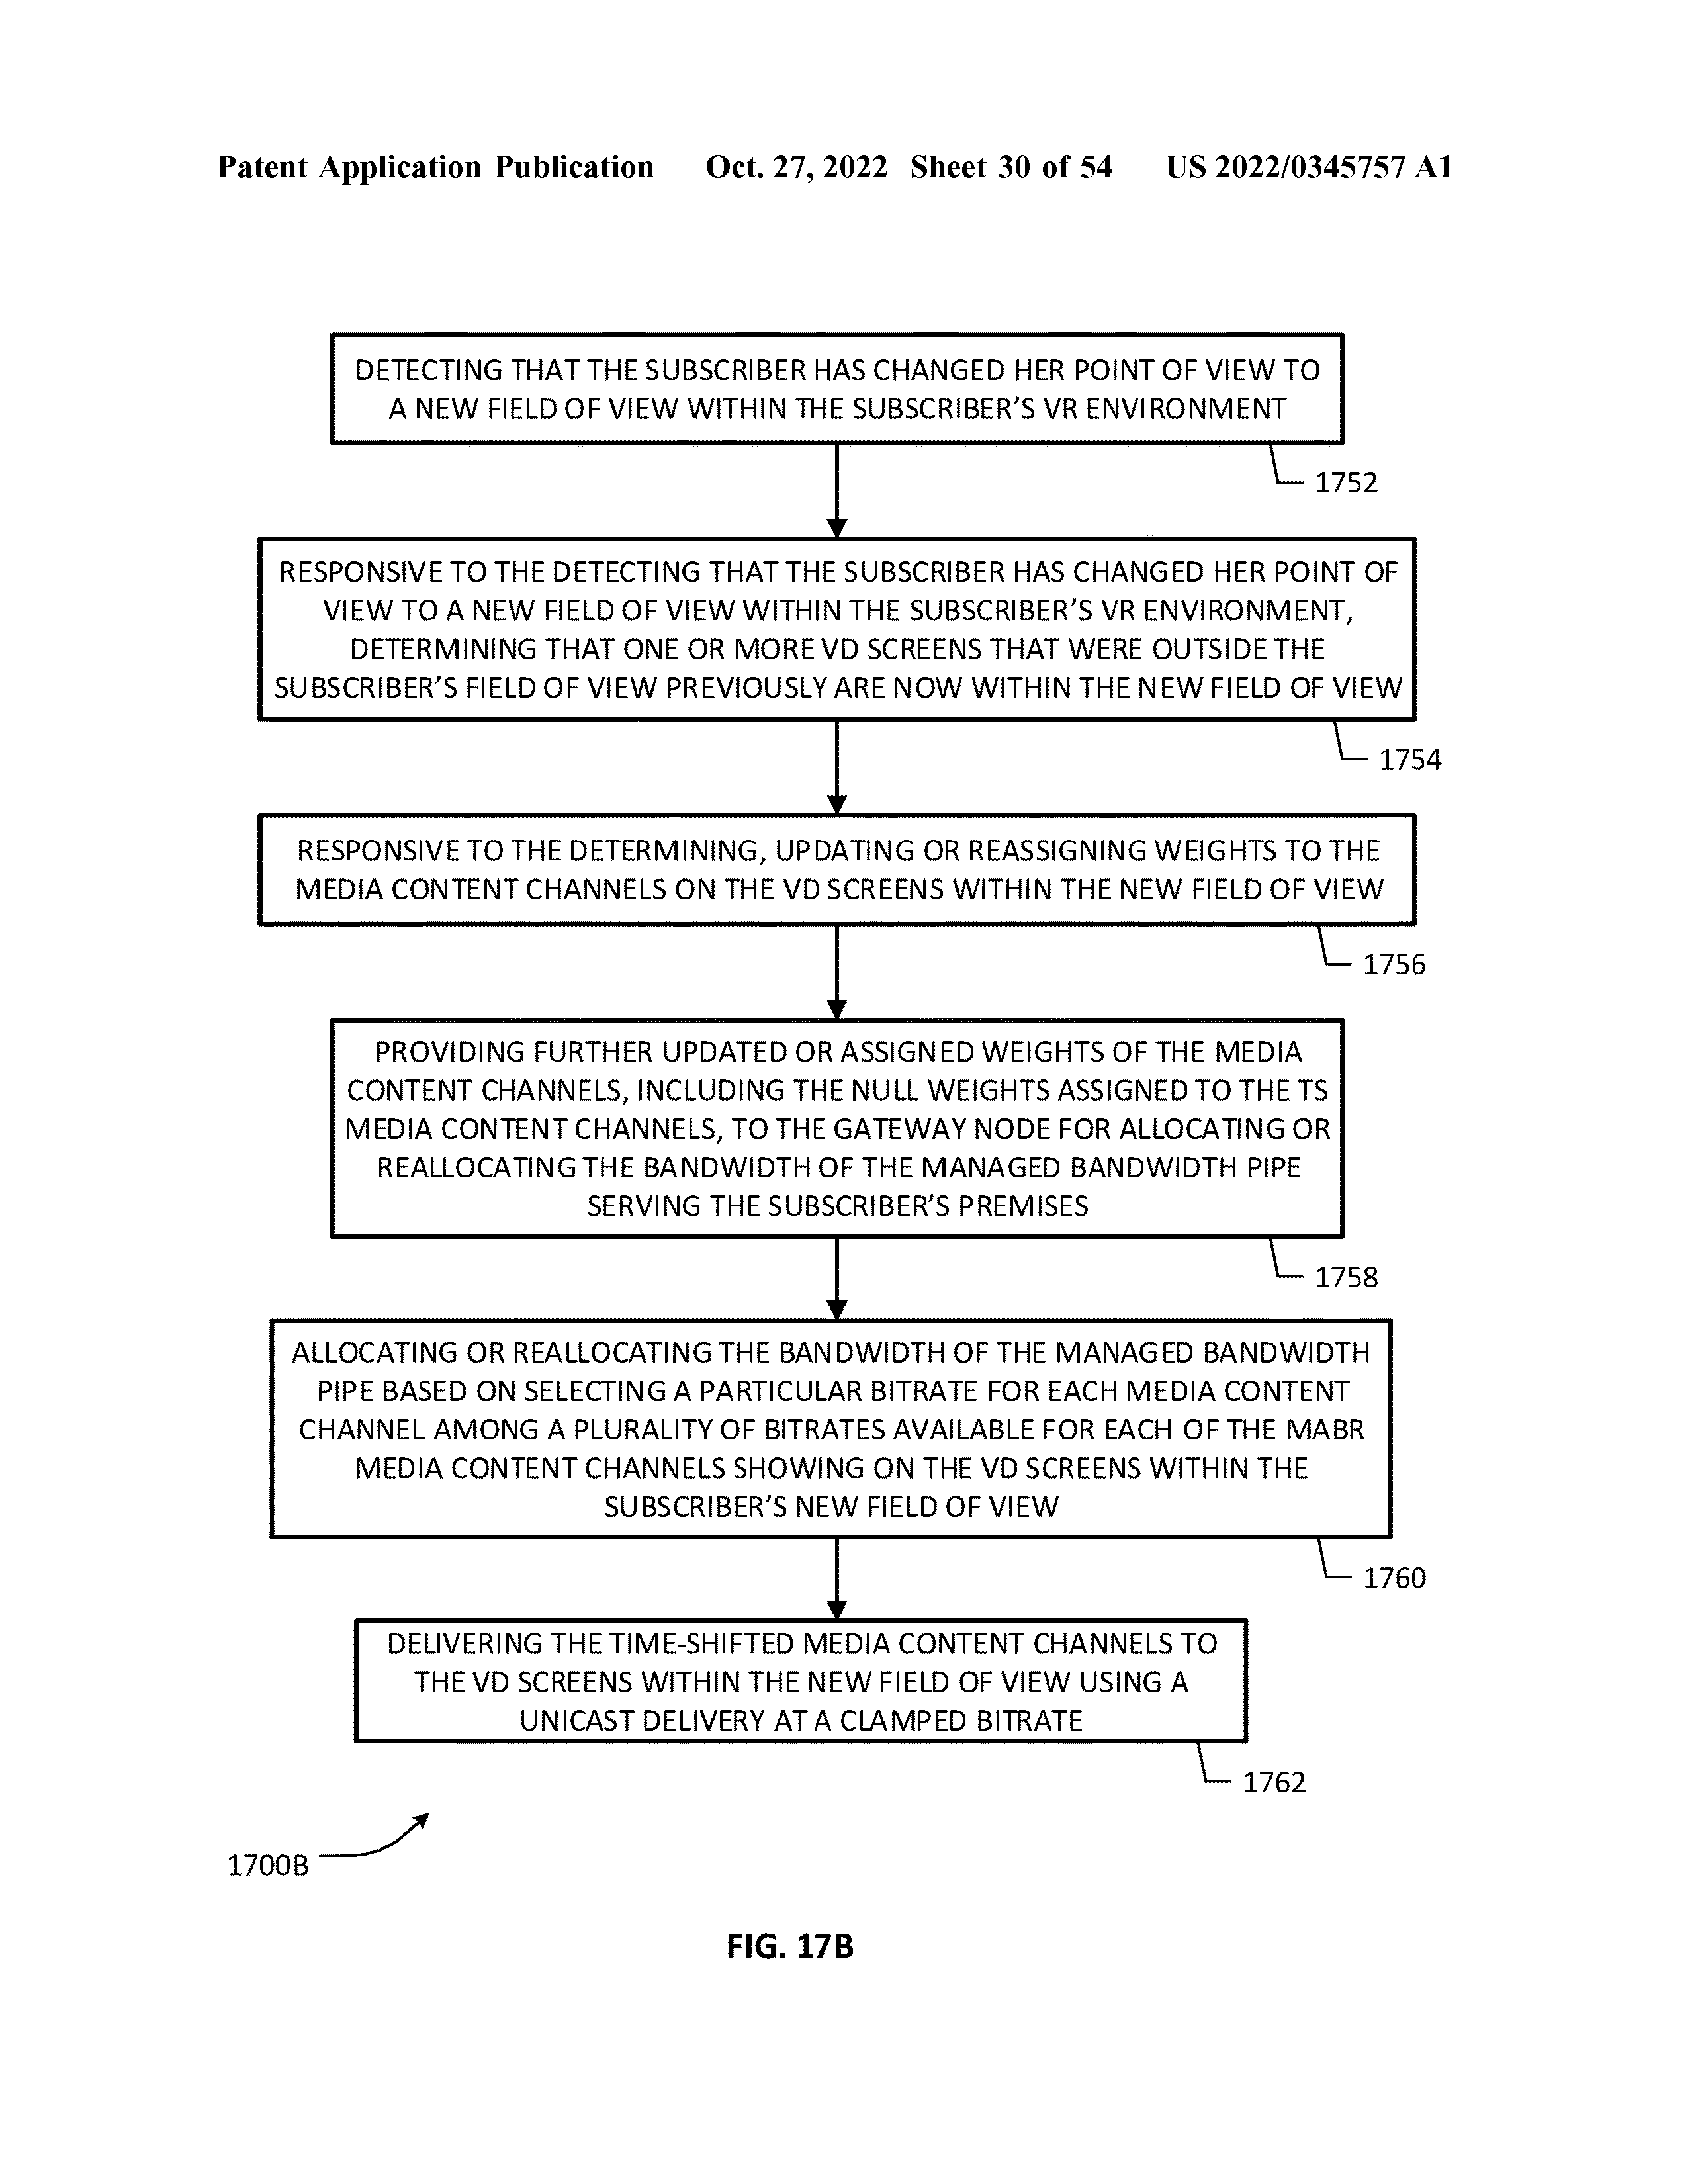 Patent Application Publication Oct. 27, 2022 Sheet 30 of 54 US 2022/0345757 A1
DETECTING THAT THE SUBSCRIBER HAS CHANGED HER POINT OF VIEW TO
A NEW FIELD OF VIEW WITHIN THE SUBSCRIBER'S VR ENVIRONMENT
1752
RESPONSIVE TO THE DETECTING THAT THE SUBSCRIBER HAS CHANGED HER POINT OF
VIEW TO A NEW FIELD OF VIEW WITHIN THE SUBSCRIBER'S VR ENVIRONMENT,
DETERMINING THAT ONE OR MORE VD SCREENS THAT WERE OUTSIDE THE
SUBSCRIBER'S FIELD OF VIEW PREVIOUSLY ARE NOW WITHIN THE NEW FIELD OF VIEW
1754
RESPONSIVE TO THE DETERMINING, UPDATING OR REASSIGNING WEIGHTS TO THE
MEDIA CONTENT CHANNELS ON THE VD SCREENS WITHIN THE NEW FIELD OF VIEW
1756
PROVIDING FURTHER UPDATED OR ASSIGNED WEIGHTS OF THE MEDIA
CONTENT CHANNELS, INCLUDING THE NULL WEIGHTS ASSIGNED TO THE TS
MEDIA CONTENT CHANNELS, TO THE GATEWAY NODE FOR ALLOCATING OR
REALLOCATING THE BANDWIDTH OF THE MANAGED BANDWIDTH PIPE
SERVING THE SUBSCRIBER'S PREMISES
1758
ALLOCATING OR REALLOCATING THE BANDWIDTH OF THE MANAGED BANDWIDTH
PIPE BASED ON SELECTING A PARTICULAR BITRATE FOR EACH MEDIA CONTENT
CHANNEL AMONG A PLURALITY OF BITRATES AVAILABLE FOR EACH OF THE MABR
MEDIA CONTENT CHANNELS SHOWING ON THE VD SCREENS WITHIN THE
SUBSCRIBER'S NEW FIELD OF VIEW
1760
DELIVERING THE TIME-SHIFTED MEDIA CONTENT CHANNELS TO
THE VD SCREENS WITHIN THE NEW FIELD OF VIEW USING A
UNICAST DELIVERY AT A CLAMPED BITRATE
1762
1700B
FIG. 17B